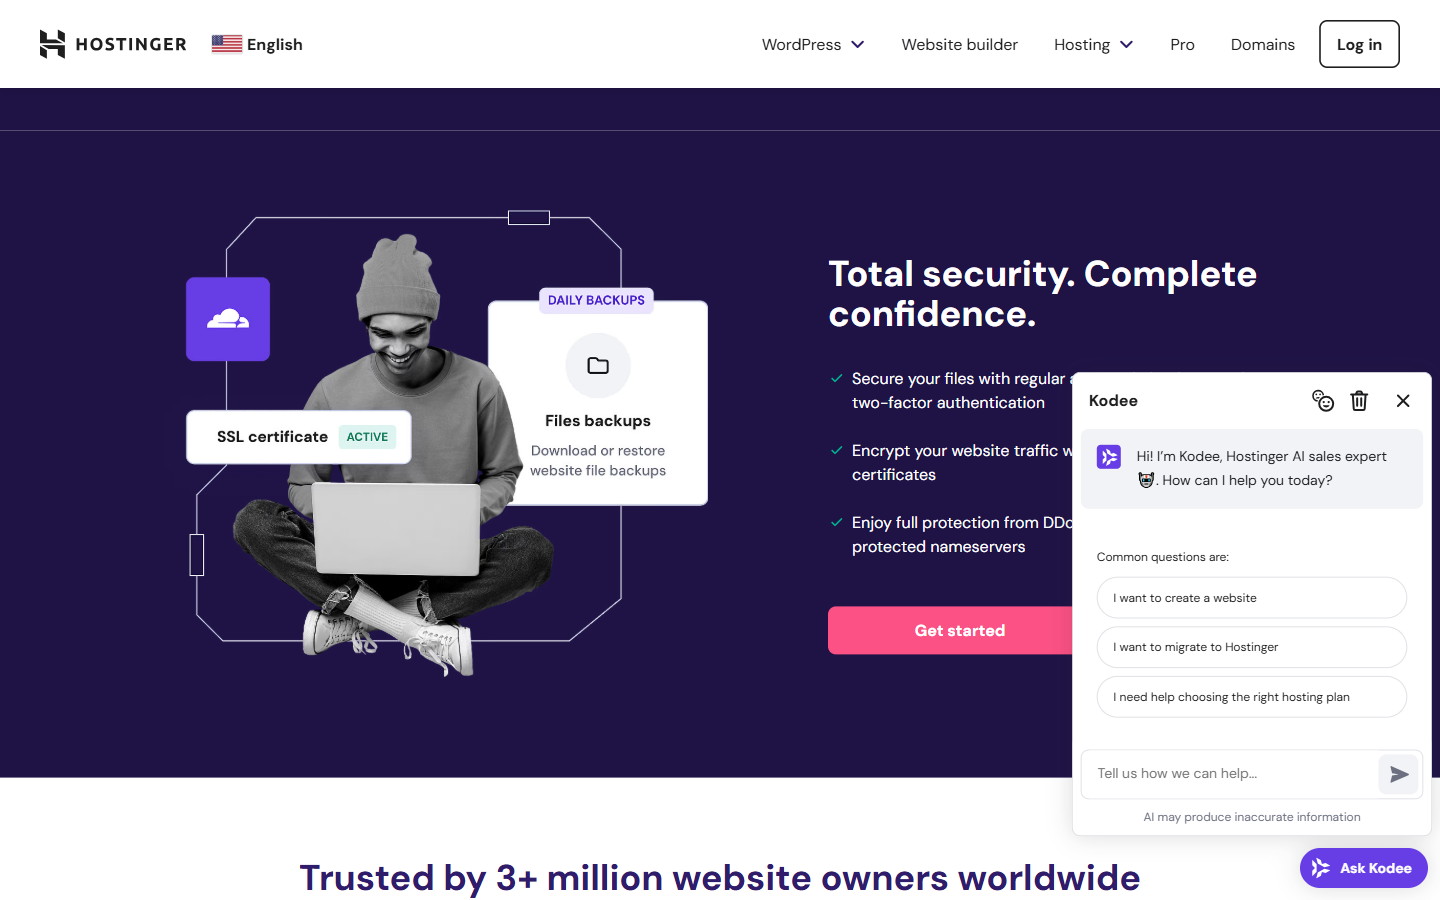 HOSTINGER
English
WordPress
Website builder
Hosting
Pro
Domains
Log in
DAILY BACKUPS
Files backups
Download or restore
website file backups
SSL certificate
ACTIVE
Total security. Complete
confidence.
Secure your files with regular
two-factor authentication
Encrypt your website traffic
certificates
Enjoy full protection from
protected nameservers
Get started
Kodee
Hi! I'm Kodee, Hostinger AI sales expert
. How can I help you today?
Common questions are:
I want to create a website
I want to migrate to Hostinger
I need help choosing the right hosting plan
Tell us how we can help...
AI may produce inaccurate information
Ask Kodee
Trusted by 3+ million website owners worldwide